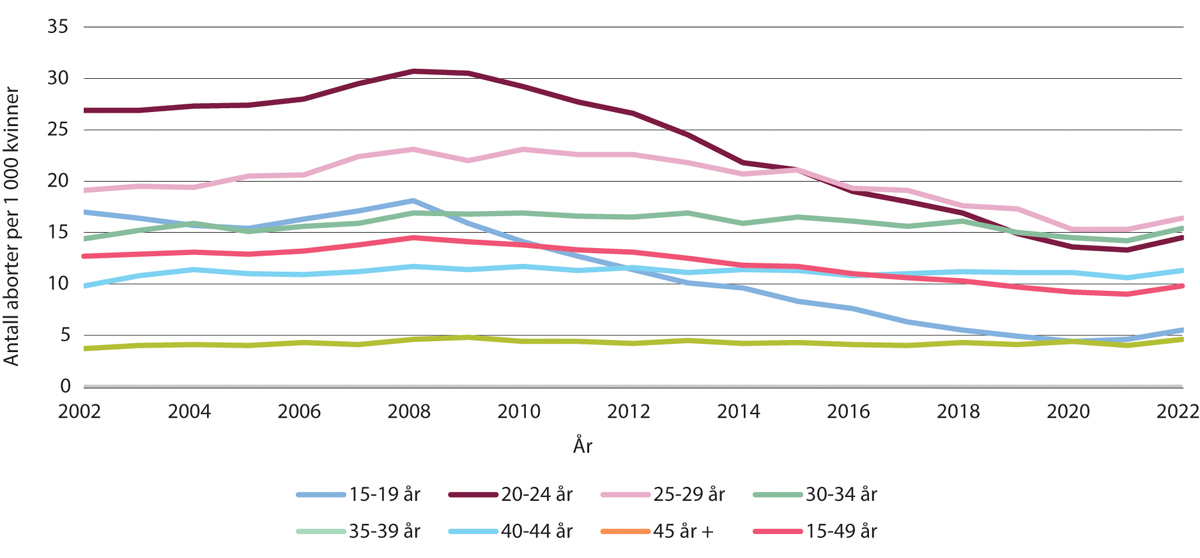 35
30
25
20
15
10
5
0
Antall aborter per 1 000 kvinner
2002 2004 2006 2008 2010 2012 2014 2016 2018 2020 2022
År
15-19 år 20-24 år 25-29 år 30-34 år
35-39 år 40-44 år 45 år + 15-49 år